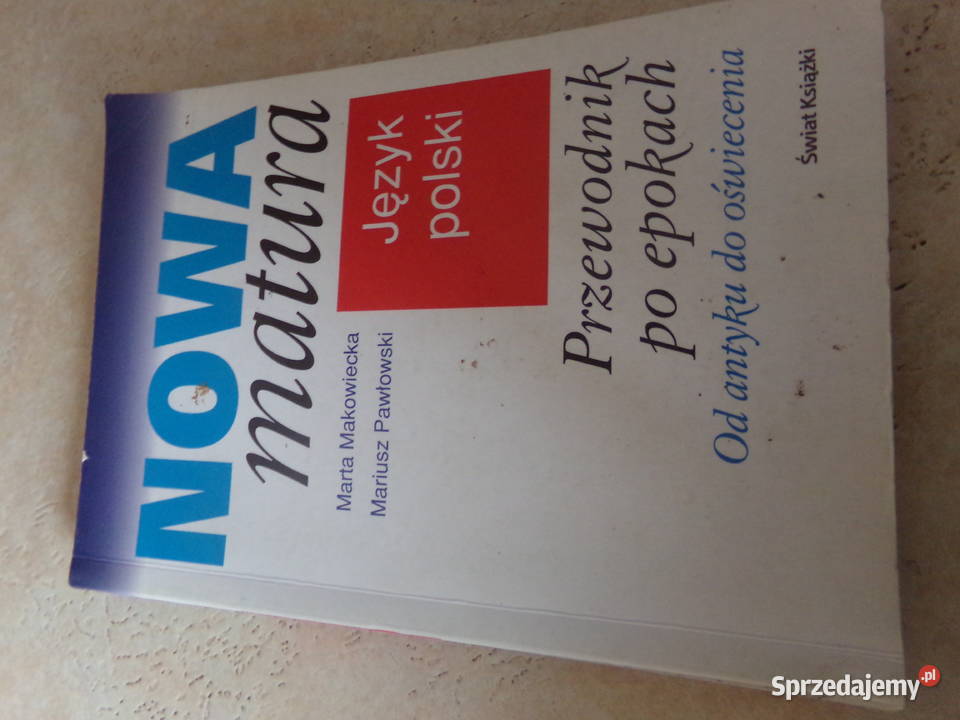 NOWA
matura
Marta Makowiecka
Mariusz Pawłowski
Język
polski
Przewodnik
po epokach
Od antyku do oświecenia
Świat Książki
Sprzedajemy.pl